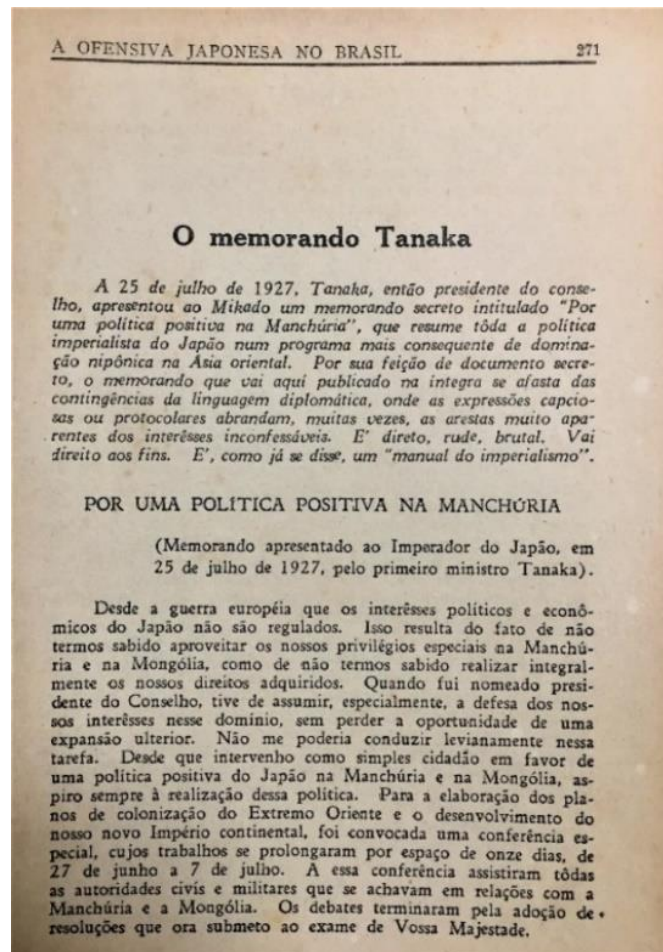 A OFENSIVA JAPONESA NO BRASIL 271
O memorando Tanaka
A 25 de julho de 1927, Tanaka, então presidente do conse-
lho, apresentou ao Mikado um memorando secreto intitulado "Por
uma política positiva na Manchúria", que resume tôda a política
imperialista do Japão num programa mais consequente de domina-
ção nipônica na Asia oriental. Por sua feição de documento secre-
to, o memorando que vai aquí publicado na integra se afasta das
contingências da linguagem diplomática, onde as expressões capcio-
sas ou protocolares abrandam, muitas vezes, as arestas muito apa-
rentes dos interêsses inconfessáveis. E' direto, rude, brutal. Vai
direito aos fins. E', como já se disse, um "manual do imperialismo".
POR UMA POLÍTICA POSITIVA NA MANCHÚRIA
(Memorando apresentado ao Imperador do Japão, em
25 de julho de 1927, pelo primeiro ministro Tanaka).
Desde a guerra européia que os interêsses políticos e econô-
micos do Japão não são regulados. Isso resulta do fato de não
termos sabido aproveitar os nossos privilégios especiais na Manchú-
ria e na Mongólia, como de não termos sabido realizar integral-
mente os nossos direitos adquiridos. Quando fui nomeado presi-
dente do Conselho, tive de assumir, especialmente, a defesa dos nos-
sos interêsses nesse domínio, sem perder a oportunidade de uma
expansão ulterior. Não me poderia conduzir levianamente nessa
tarefa. Desde que intervenho como simples cidadão em favor de
uma política positiva do Japão na Manchúria e na Mongólia, as-
piro sempre à realização dessa política. Para a elaboração dos pla-
nos de colonização do Extremo Oriente e o desenvolvimento do
nosso novo Império continental, foi convocada uma conferência es-
pecial, cujos trabalhos se prolongaram por espaço de onze dias, de
27 de junho a 7 de julho. A essa conferência assistiram tôdas
as autoridades civis e militares que se achavam em relações com a
Manchúria e a Mongólia. Os debates terminaram pela adoção de
resoluções que ora submeto ao exame de Vossa Majestade.